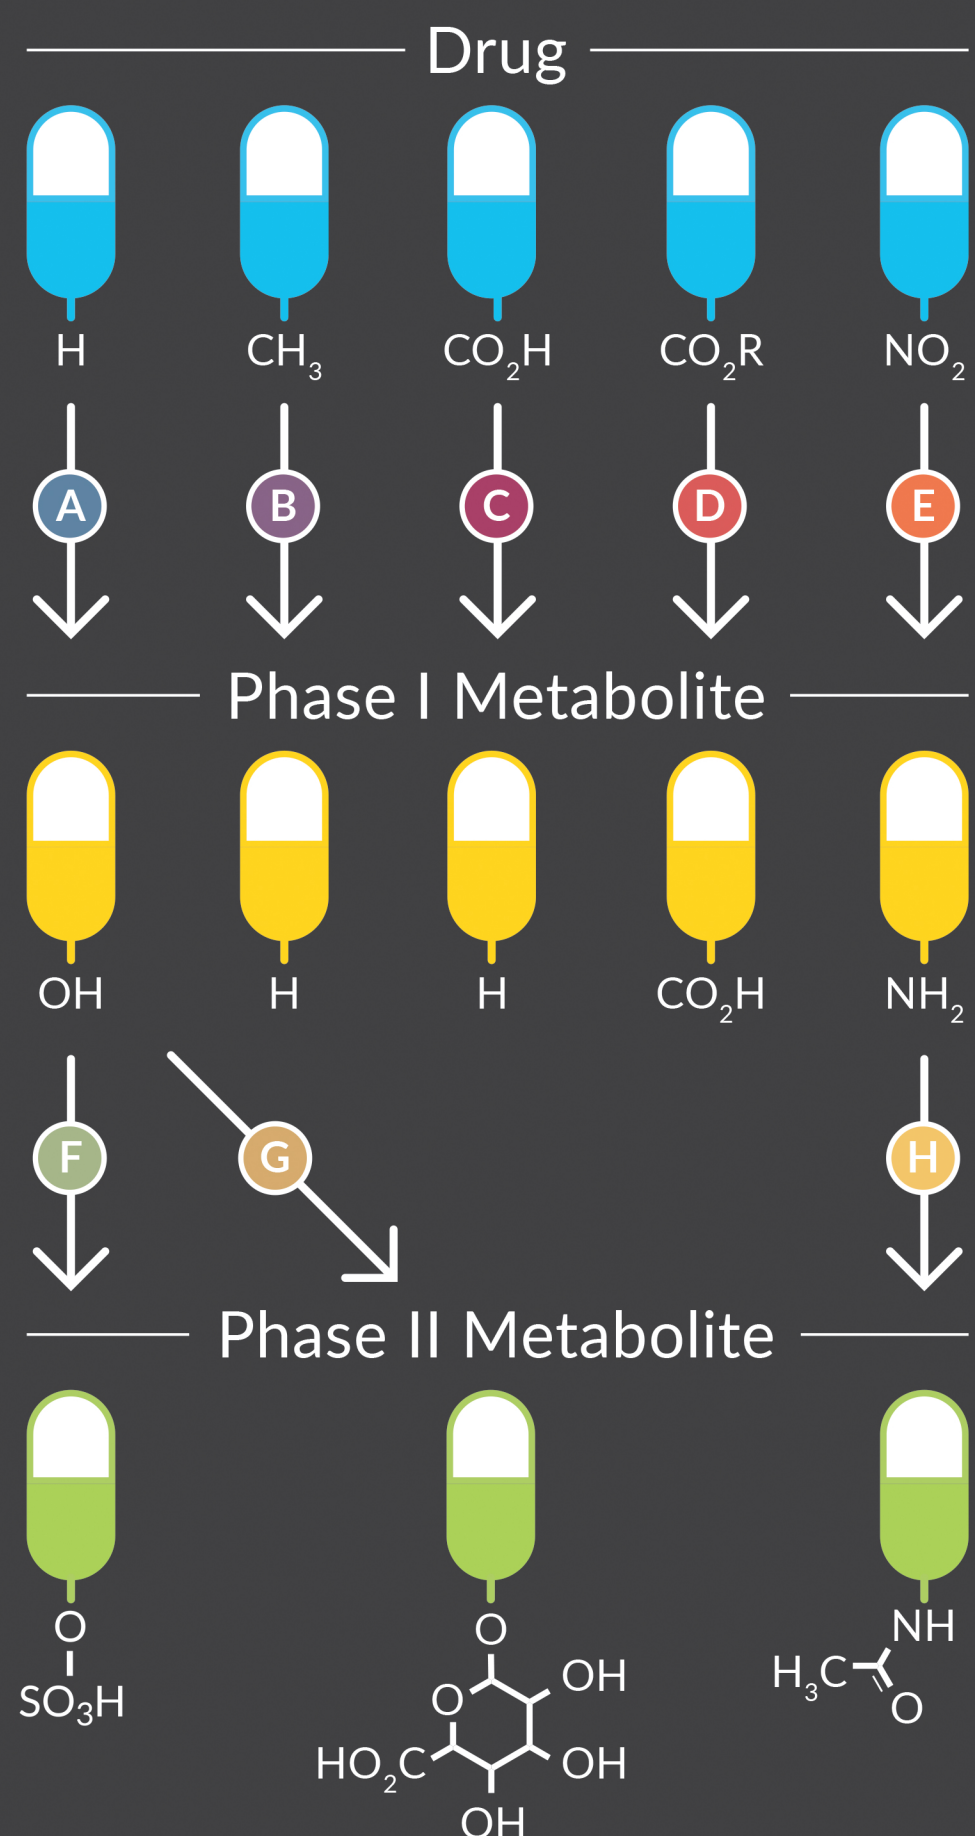 Drug
H CH₃ CO₂H CO₂R NO₂
A B C D E
Phase I Metabolite
OH H H CO₂H NH₂
F G H
Phase II Metabolite
O O NH
OH H₃C
SO₃H O O
HO₂C OH
OH